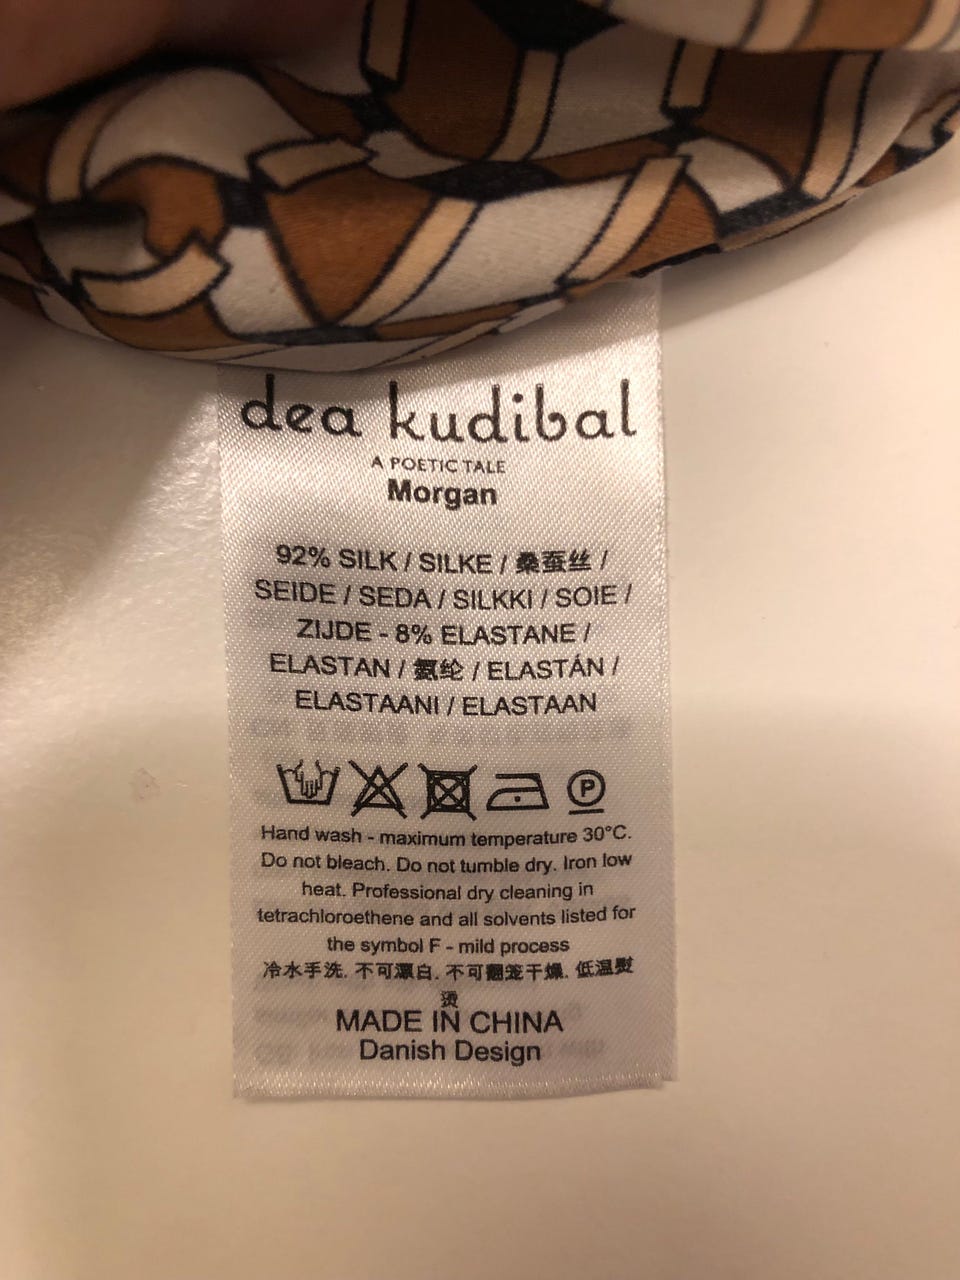 dea kudibal
A POETIC TALE
Morgan
92% SILK / SILKE / 桑蚕丝 /
SEIDE / SEDA / SILKKI / SOIE /
ZIJDE - 8% ELASTANE /
ELASTAN / 氨纶 / ELASTÁN /
ELASTAANI / ELASTAAN
P
Hand wash - maximum temperature 30°C.
Do not bleach. Do not tumble dry. Iron low
heat. Professional dry cleaning in
tetrachloroethene and all solvents listed for
the symbol F - mild process
冷水手洗. 不可漂白. 不可翻笼干燥. 低温熨
烫
MADE IN CHINA
Danish Design